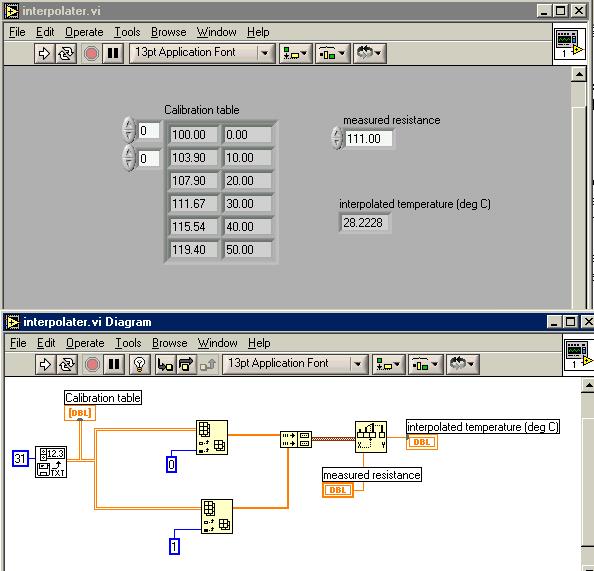 interpolater.vi
File Edit Operate Tools Browse Window Help
13pt Application Font
1
Calibration table
0
0
100.00 0.00
103.90 10.00
107.90 20.00
111.67 30.00
115.54 40.00
119.40 50.00
measured resistance
111.00
interpolated temperature (deg C)
28.2228
interpolater.vi Diagram
File Edit Operate Tools Browse Window Help
13pt Application Font
1
Calibration table
[DBL]
31
12.3
TXT
0
1
X Y
measured resistance
DBL
interpolated temperature (deg C)
DBL